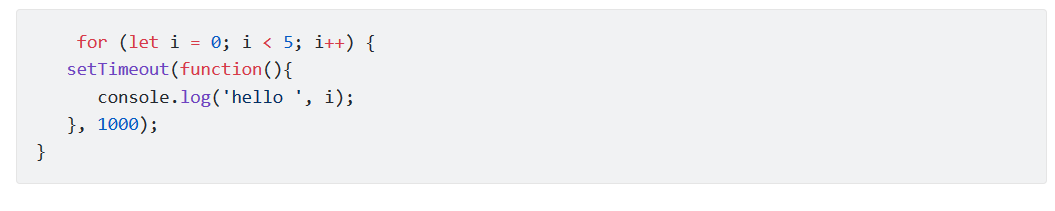 for (let i = 0; i < 5; i++) {
setTimeout(function(){
console.log('hello ', i);
}, 1000);
}